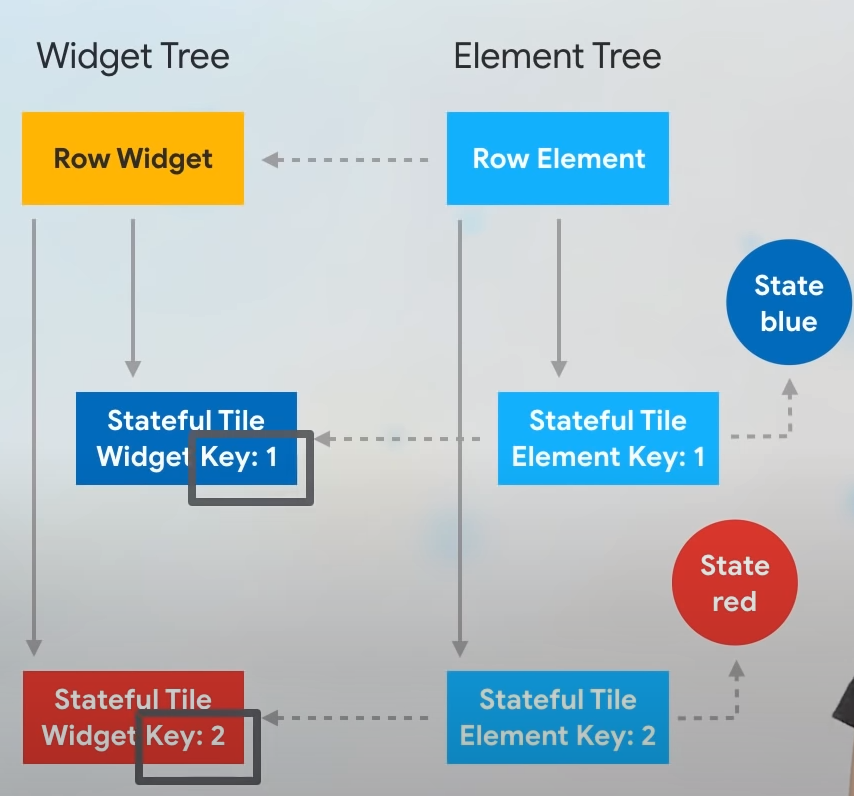 Widget Tree
Element Tree
Row Widget
Row Element
State
blue
Stateful Tile
Widget Key: 1
Stateful Tile
Element Key: 1
State
red
Stateful Tile
Widget Key: 2
Stateful Tile
Element Key: 2